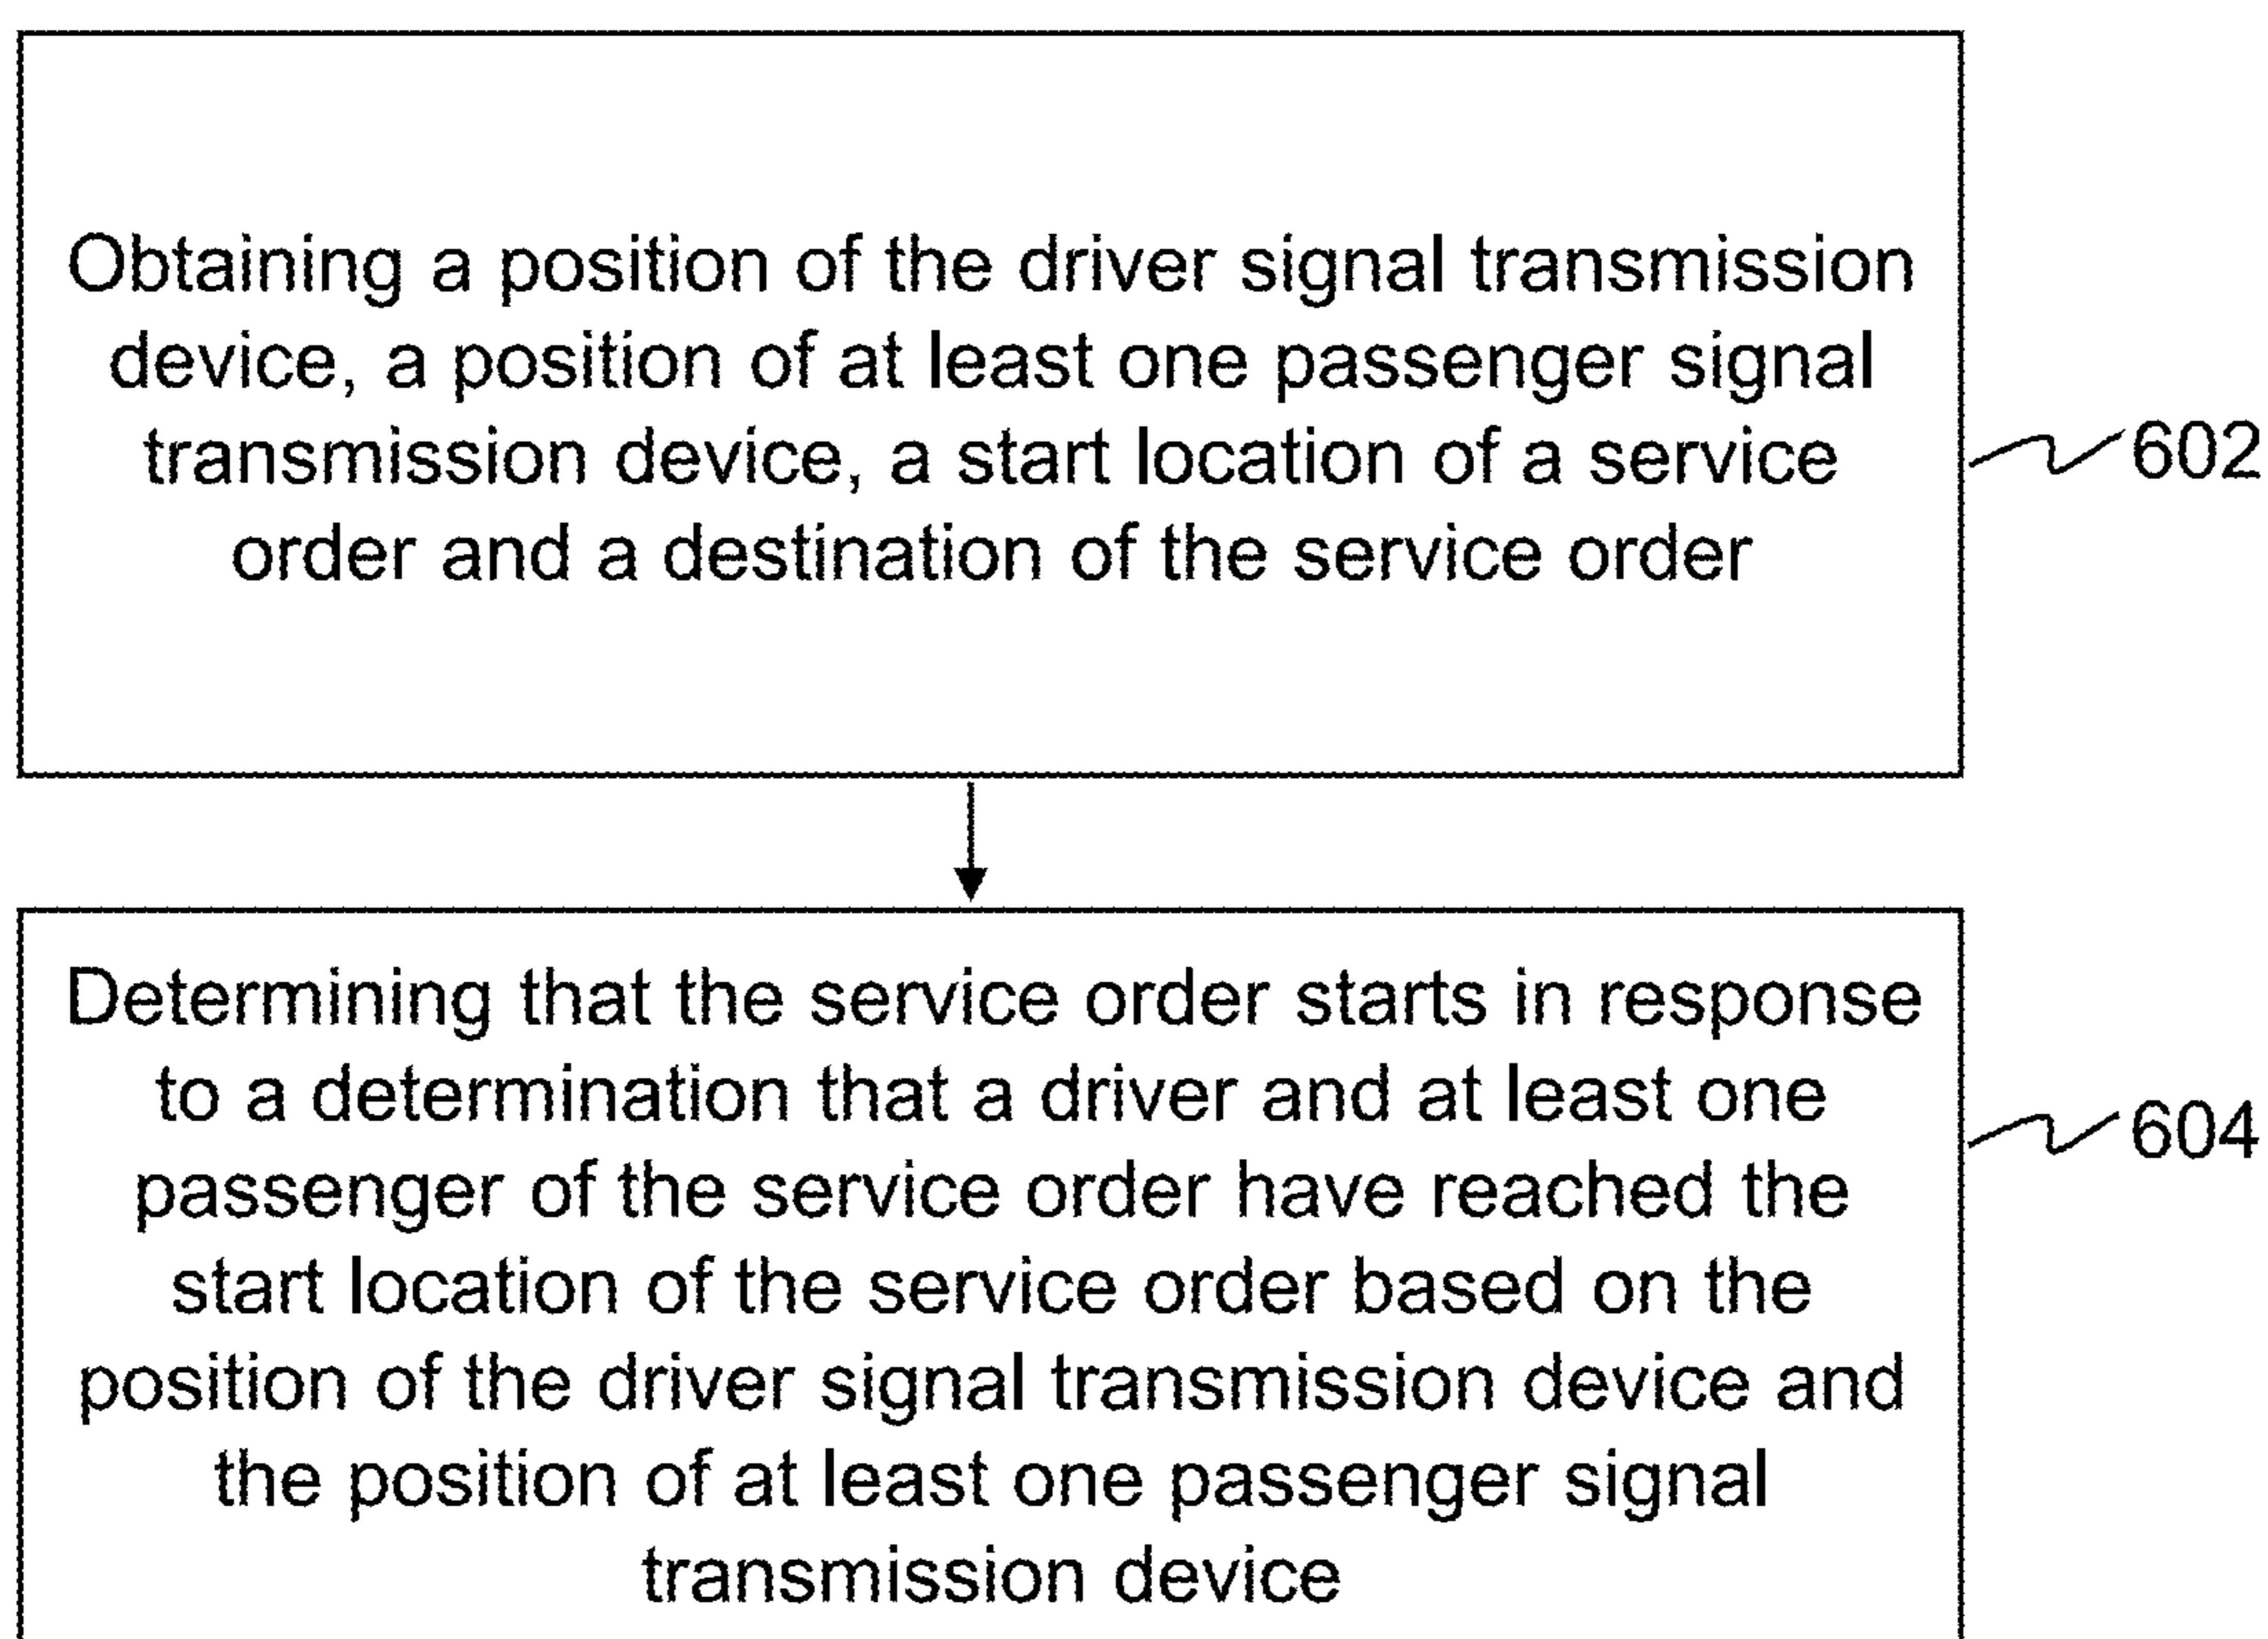 Obtaining a position of the driver signal transmission
device, a position of at least one passenger signal
transmission device, a start location of a service
order and a destination of the service order
602
Determining that the service order starts in response
to a determination that a driver and at least one
passenger of the service order have reached the
start location of the service order based on the
position of the driver signal transmission device and
the position of at least one passenger signal
transmission device
604